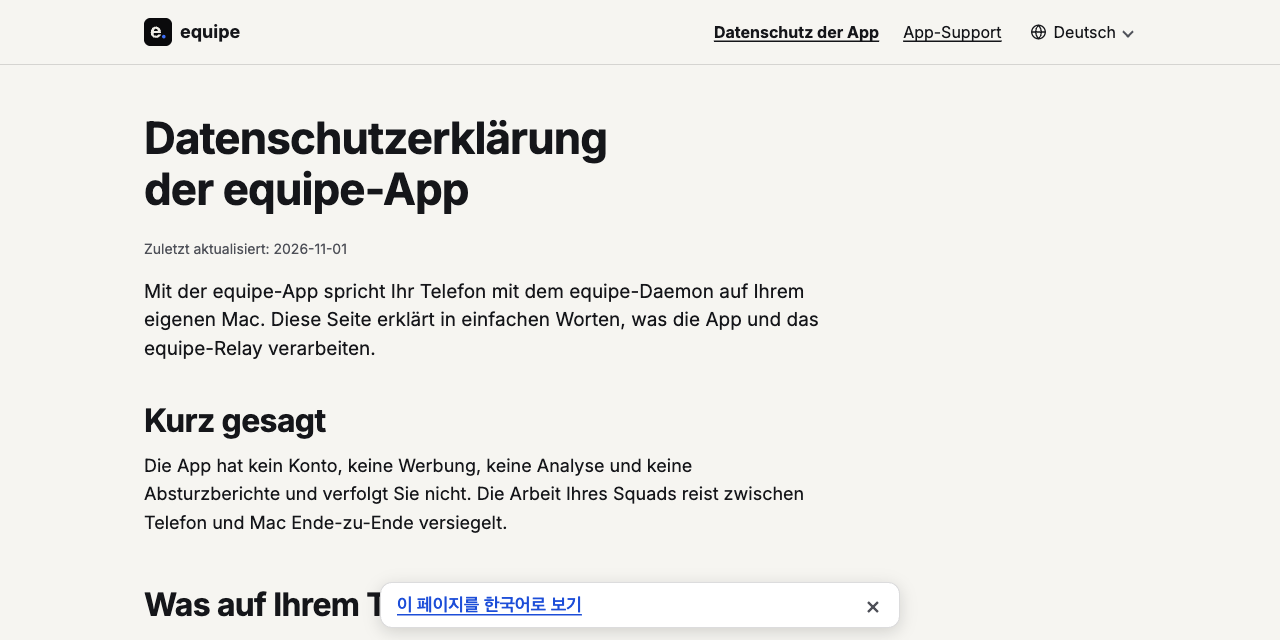 e. equipe
Datenschutz der App
App-Support
Deutsch
Datenschutzerklärung
der equipe-App
Zuletzt aktualisiert: 2026-11-01
Mit der equipe-App spricht Ihr Telefon mit dem equipe-Daemon auf Ihrem
eigenen Mac. Diese Seite erklärt in einfachen Worten, was die App und das
equipe-Relay verarbeiten.
Kurz gesagt
Die App hat kein Konto, keine Werbung, keine Analyse und keine
Absturzberichte und verfolgt Sie nicht. Die Arbeit Ihres Squads reist zwischen
Telefon und Mac Ende-zu-Ende versiegelt.
Was auf Ihrem
이 페이지를 한국어로 보기